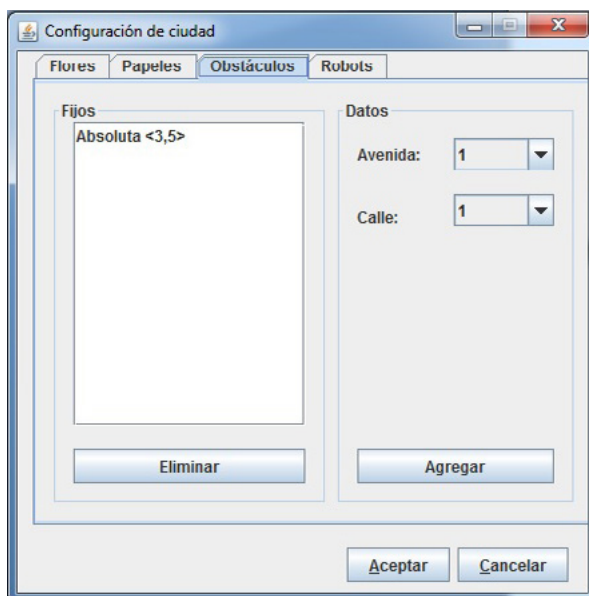 Configuración de ciudad
Flores Papeles Obstáculos Robots
Fijos
Absoluta <3,5>
Eliminar
Datos
Avenida: 1
Calle: 1
Agregar
Aceptar Cancelar